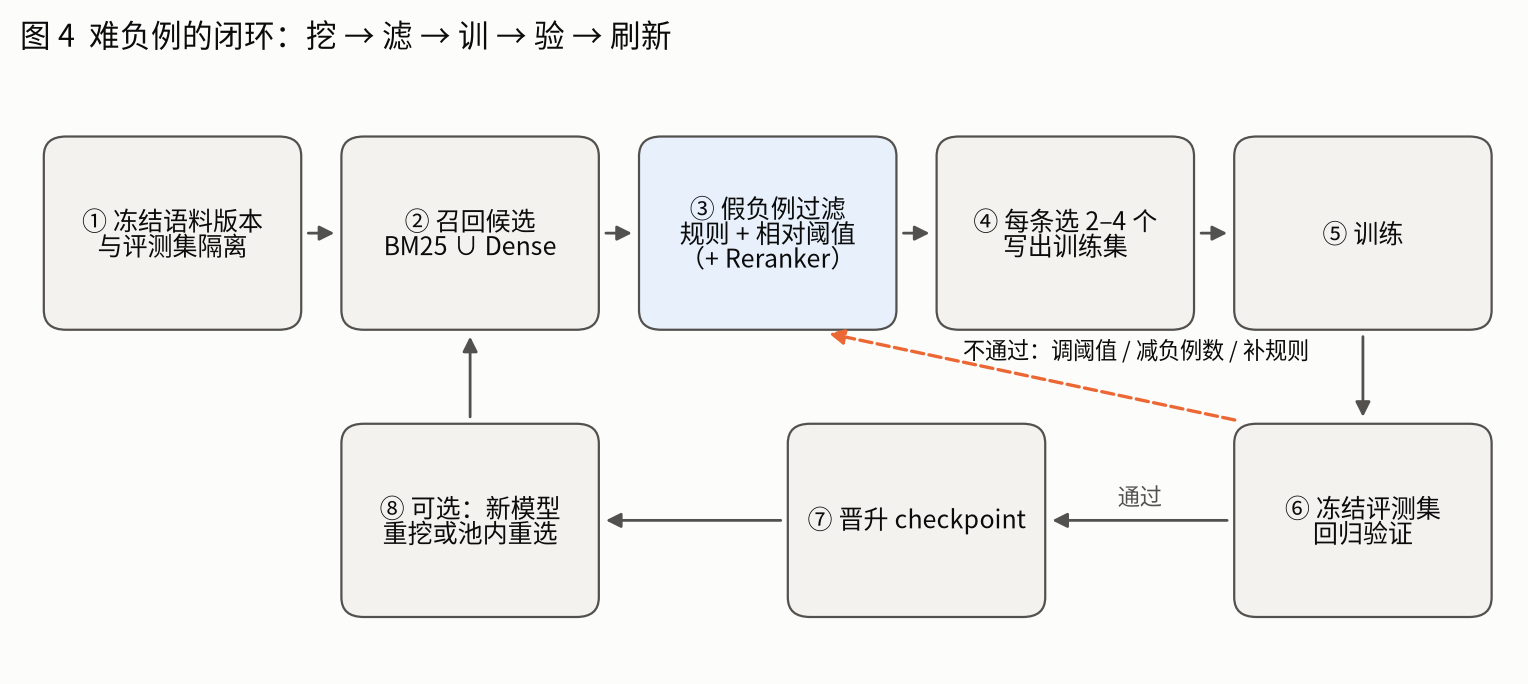 图 4 难负例的闭环：挖 → 滤 → 训 → 验 → 刷新
① 冻结语料版本
与评测集隔离
② 召回候选
BM25 ∪ Dense
③ 假负例过滤
规则 + 相对阈值
（+ Reranker）
④ 每条选 2–4 个
写出训练集
⑤ 训练
不通过：调阈值 / 减负例数 / 补规则
⑧ 可选：新模型
重挖或池内重选
⑦ 晋升 checkpoint
通过
⑥ 冻结评测集
回归验证